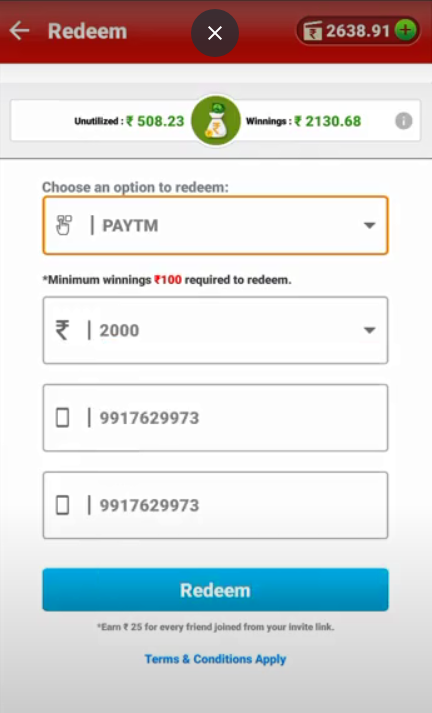 Redeem
₹ 2638.91
Unutilized : ₹ 508.23 Winnings : ₹ 2130.68
Choose an option to redeem:
PAYTM
*Minimum winnings ₹100 required to redeem.
₹ | 2000
9917629973
9917629973
Redeem
*Earn ₹ 25 for every friend joined from your invite link.
Terms & Conditions Apply